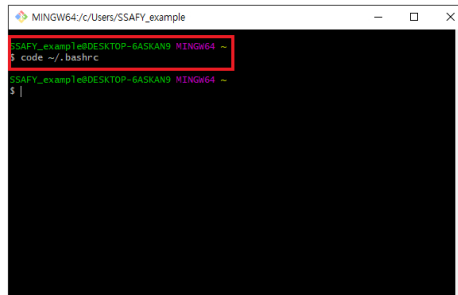 MINGW64:/c/Users/SSAFY_example
SSAFY_example@DESKTOP-6ASKAN9 MINGW64 ~
$ code ~/.bashrc
SSAFY_example@DESKTOP-6ASKAN9 MINGW64 ~
$